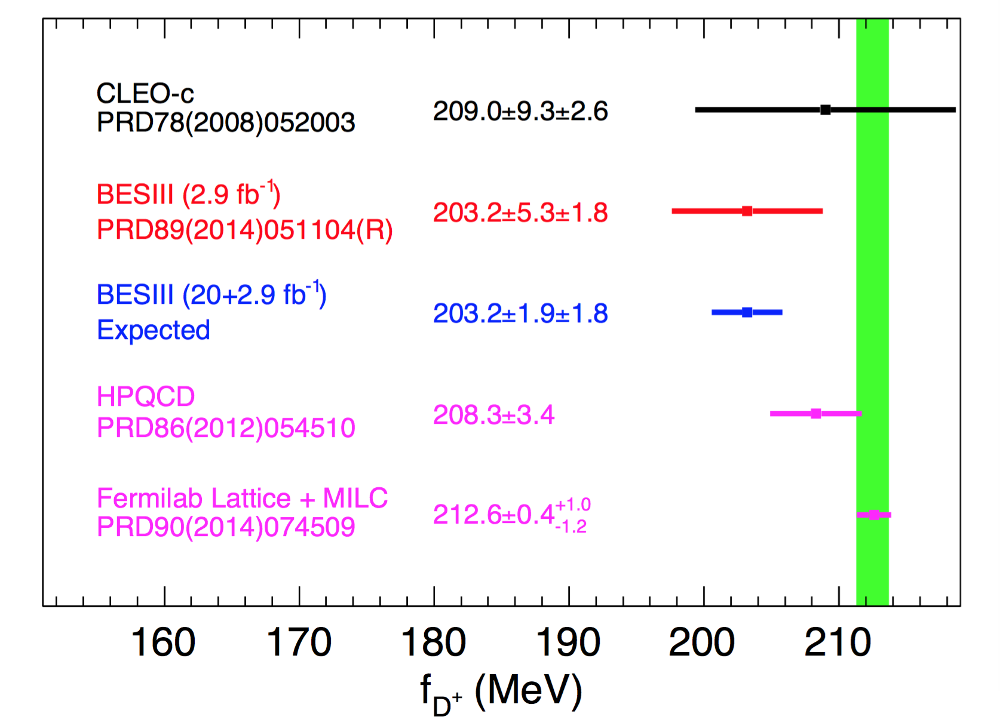 CLEO-c
PRD78(2008)052003
209.0±9.3±2.6
BESIII (2.9 fb⁻¹)
PRD89(2014)051104(R)
203.2±5.3±1.8
BESIII (20+2.9 fb⁻¹)
Expected
203.2±1.9±1.8
HPQCD
PRD86(2012)054510
208.3±3.4
Fermilab Lattice + MILC
PRD90(2014)074509
212.6±0.4+1.0-1.2
160 170 180 190 200 210
f_D⁺ (MeV)